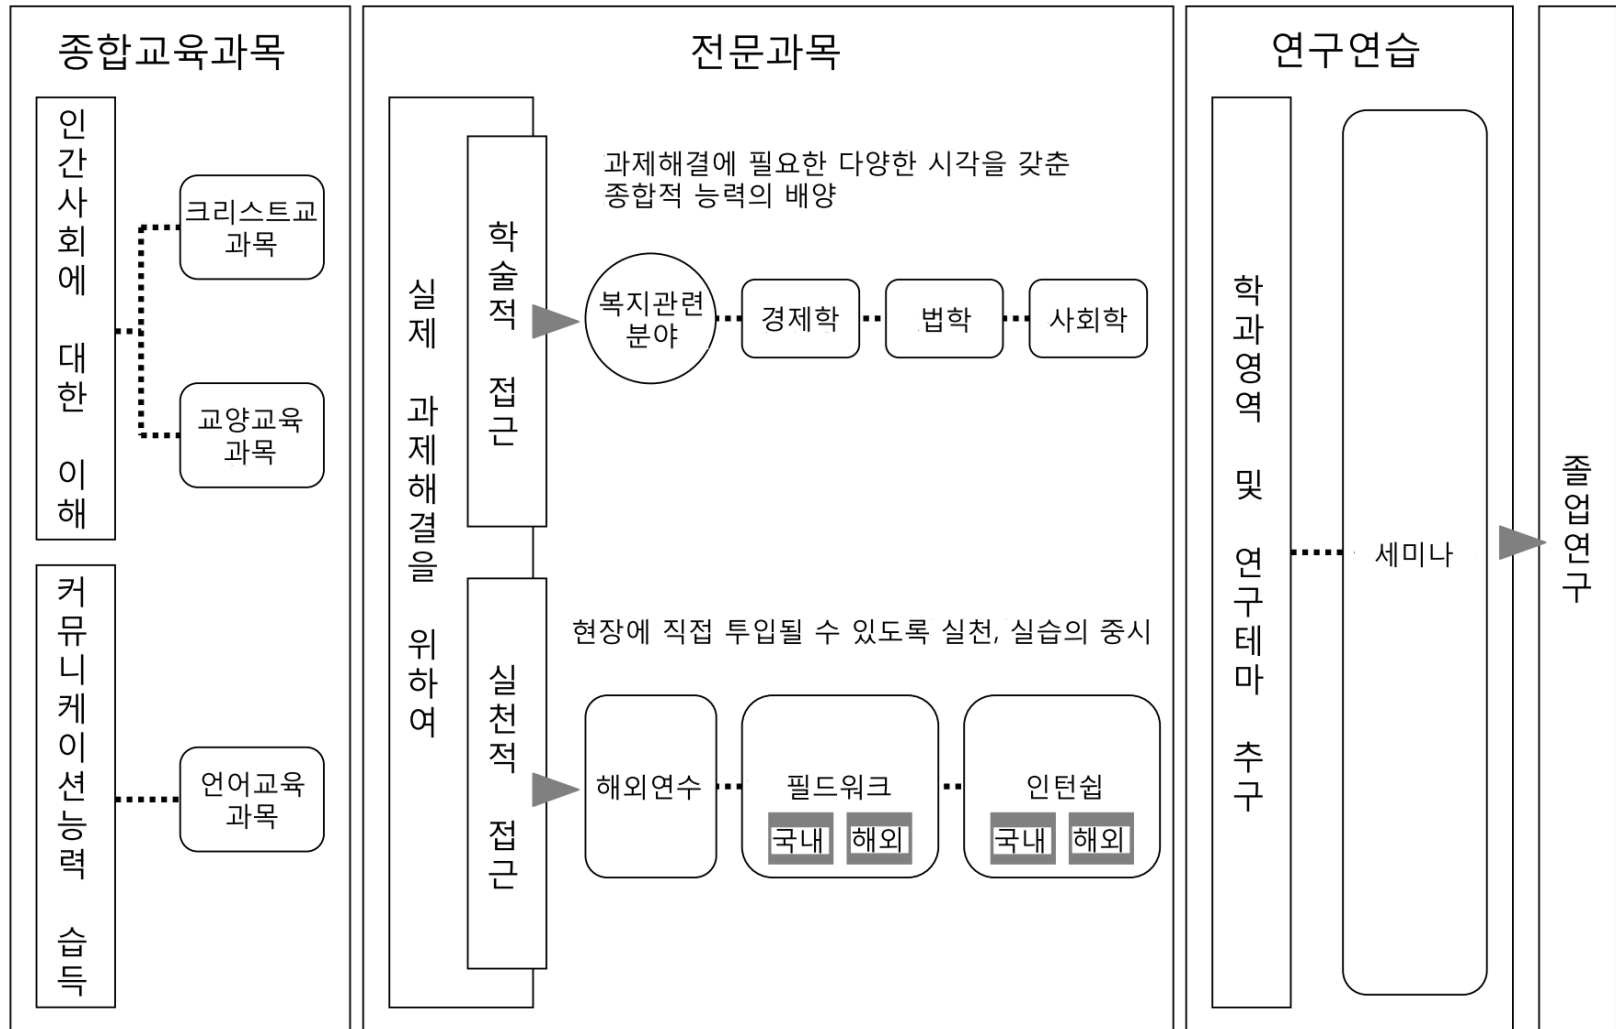 종합교육과목
인간사회에 대한 이해
크리스트교
과목
교양교육
과목
커뮤니케이션능력 습득
언어교육
과목
전문과목
실제 과제해결을 위하여
학술적 접근
과제해결에 필요한 다양한 시각을 갖춘
종합적 능력의 배양
복지관련
분야
경제학
법학
사회학
실천적 접근
현장에 직접 투입될 수 있도록 실천, 실습의 중시
해외연수
필드워크
국내
해외
인턴쉽
국내
해외
연구연습
학과영역 및 연구테마 추구
세미나
졸업연구